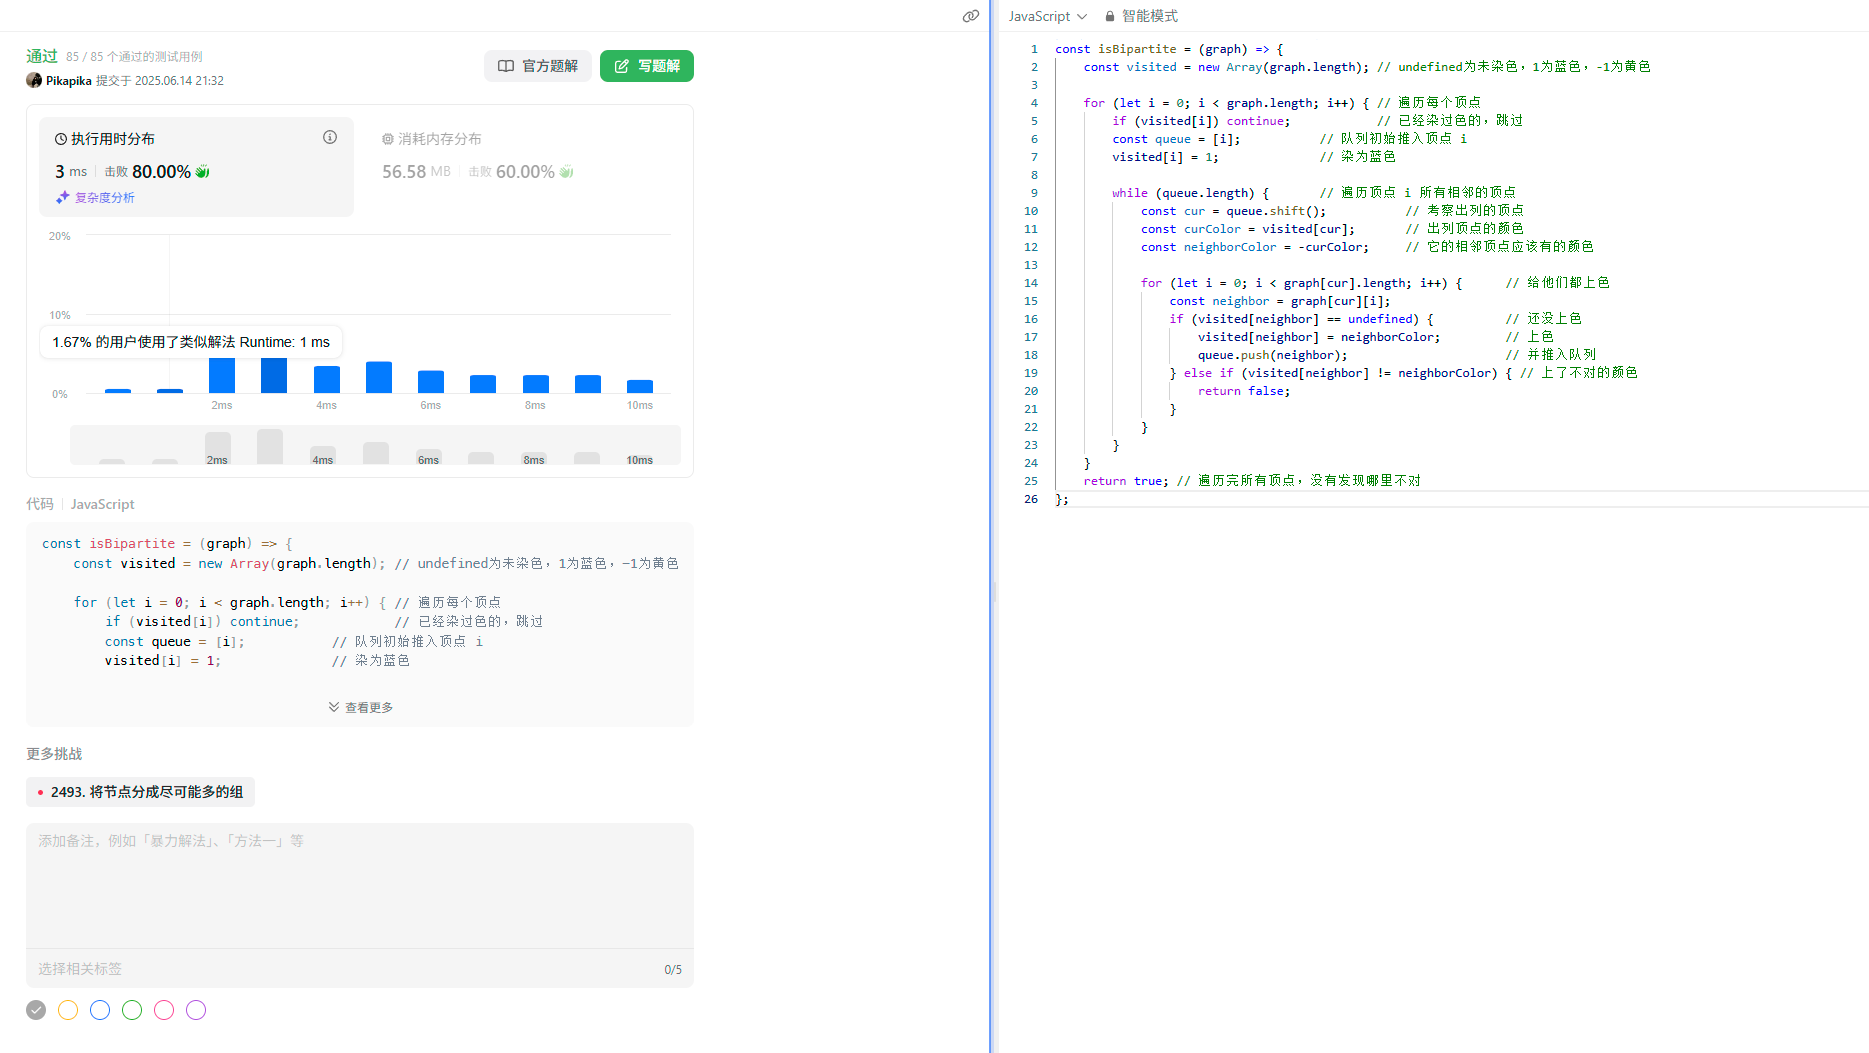 通过 85 / 85 个通过的测试用例
Pikapika 提交于 2025.06.14 21:32
官方题解
写题解
执行用时分布
3 ms 击败 80.00%
复杂度分析
消耗内存分布
56.58 MB 击败 60.00%
20%
10%
0%
1.67% 的用户使用了类似解法 Runtime: 1 ms
2ms 4ms 6ms 8ms 10ms
2ms 4ms 6ms 8ms 10ms
代码 JavaScript
const isBipartite = (graph) => {
    const visited = new Array(graph.length); // undefined为未染色，1为蓝色，-1为黄色
    for (let i = 0; i < graph.length; i++) { // 遍历每个顶点
        if (visited[i]) continue;            // 已经染过色的，跳过
        const queue = [i];           // 队列初始推入顶点 i
        visited[i] = 1;              // 染为蓝色
查看更多
更多挑战
2493. 将节点分成尽可能多的组
添加备注，例如「暴力解法」、「方法一」等
选择相关标签 0/5
JavaScript 智能模式
1 const isBipartite = (graph) => {
2     const visited = new Array(graph.length); // undefined为未染色，1为蓝色，-1为黄色
3
4     for (let i = 0; i < graph.length; i++) { // 遍历每个顶点
5         if (visited[i]) continue;            // 已经染过色的，跳过
6         const queue = [i];           // 队列初始推入顶点 i
7         visited[i] = 1;              // 染为蓝色
8
9         while (queue.length) {       // 遍历顶点 i 所有相邻的顶点
10             const cur = queue.shift();           // 考察出列的顶点
11             const curColor = visited[cur];       // 出列顶点的颜色
12             const neighborColor = -curColor;     // 它的相邻顶点应该有的颜色
13
14             for (let i = 0; i < graph[cur].length; i++) {      // 给他们都上色
15                 const neighbor = graph[cur][i];
16                 if (visited[neighbor] == undefined) {          // 还没上色
17                     visited[neighbor] = neighborColor;         // 上色
18                     queue.push(neighbor);                      // 并推入队列
19                 } else if (visited[neighbor] != neighborColor) { // 上了不对的颜色
20                     return false;
21                 }
22             }
23         }
24     }
25     return true; // 遍历完所有顶点，没有发现哪里不对
26 };